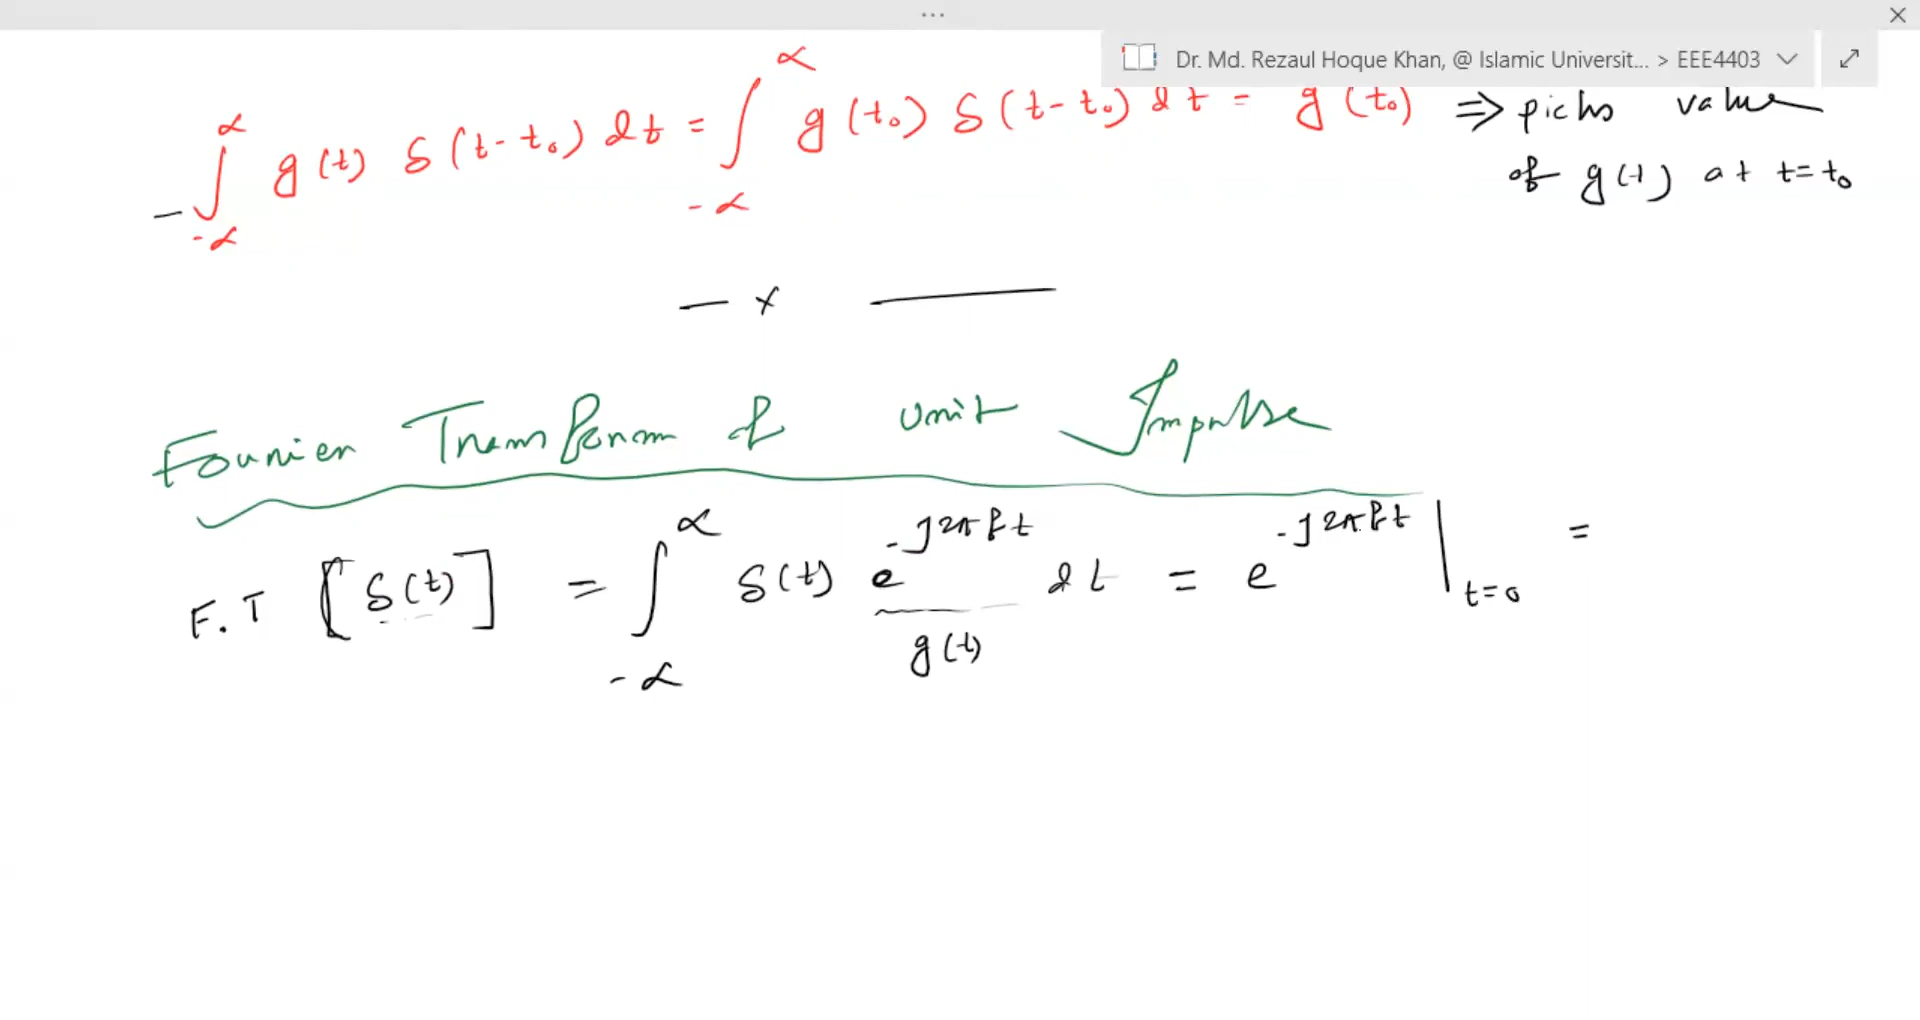 Dr. Md. Rezaul Hoque Khan, @ Islamic Universit... > EEE4403
- ∫_{-α}^{α} g(t) δ(t-t₀) dt = ∫_{-α}^{α} g(t₀) δ(t-t₀) dt = g(t₀) ⇒ picks value
of g(t) at t=t₀
— x ———
Fourier Transform of unit Impulse
F.T [δ(t)] = ∫_{-α}^{α} δ(t) e^{-j2πft} dt = e^{-j2πft} |_{t=0} =
g(t)